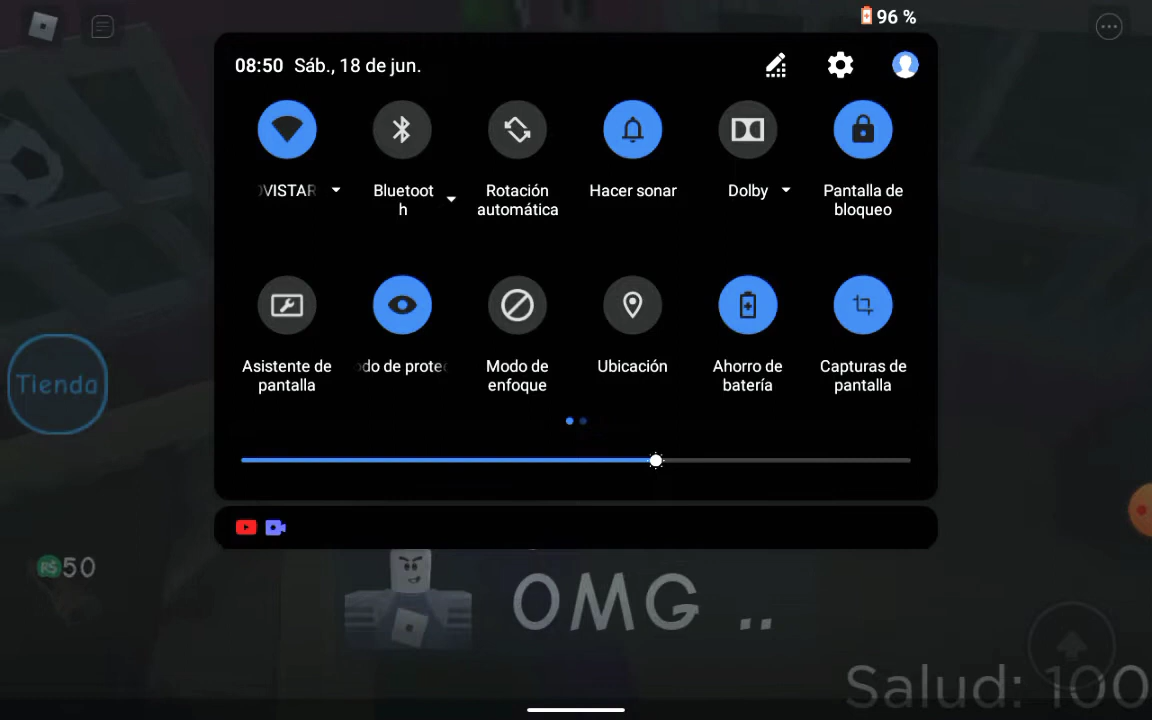 96 %
08:50 Sáb., 18 de jun.
VISTAR
Bluetoot
h
Rotación
automática
Hacer sonar
Dolby
Pantalla de
bloqueo
Asistente de
pantalla
do de prote
Modo de
enfoque
Ubicación
Ahorro de
batería
Capturas de
pantalla
Tienda
R$ 50
OMG ..
Salud: 100